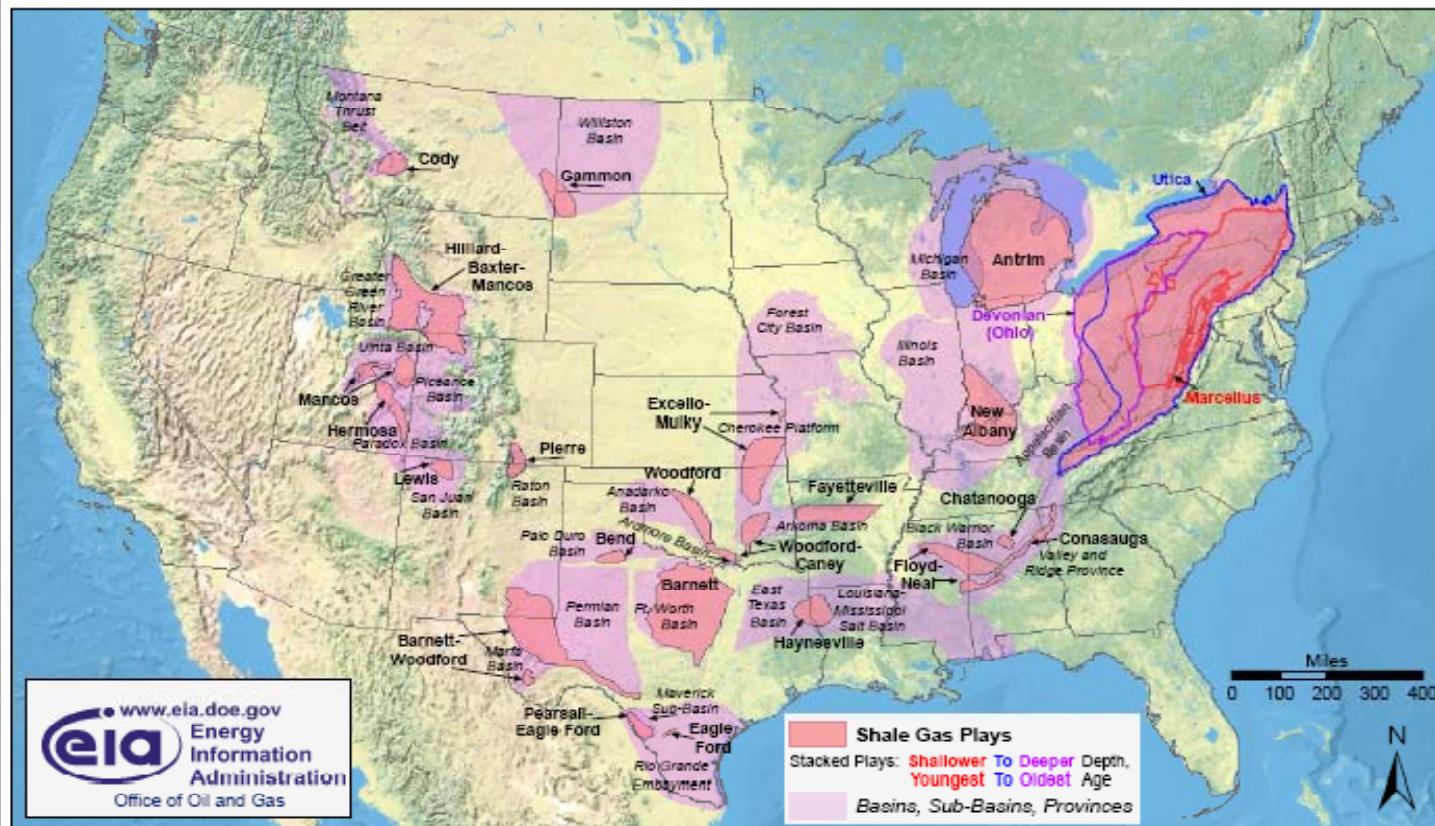 Montana
Thrust
Belt
Cody
Williston
Basin
Gammon
Hilliard-
Baxter-
Mancos
Greater
Green
River
Basin
Uinta Basin
Mancos
Piceance
Basin
Hermosa
Paradox Basin
Lewis
San Juan
Basin
Pierre
Raton
Basin
Forest
City Basin
Excello-
Mulky
Cherokee Platform
Woodford
Anadarko
Basin
Ardmore Basin
Palo Duro
Basin
Bend
Fayetteville
Arkoma Basin
Woodford-
Caney
Barnett
Ft. Worth
Basin
Permian
Basin
Barnett-
Woodford
Marfa
Basin
East
Texas
Basin
Haynesville
Louisiana-
Mississippi
Salt Basin
Pearsall-
Eagle Ford
Maverick
Sub-Basin
Eagle
Ford
Rio Grande
Embayment
Michigan
Basin
Antrim
Illinois
Basin
New
Albany
Utica
Devonian
(Ohio)
Marcellus
Appalachian
Basin
Chatanooga
Black Warrior
Basin
Conasauga
Valley and
Ridge Province
Floyd-
Neal
Miles
0 100 200 300 400
N
www.eia.doe.gov
eia
Energy
Information
Administration
Office of Oil and Gas
Shale Gas Plays
Stacked Plays: Shallower To Deeper Depth,
Youngest To Oldest Age
Basins, Sub-Basins, Provinces